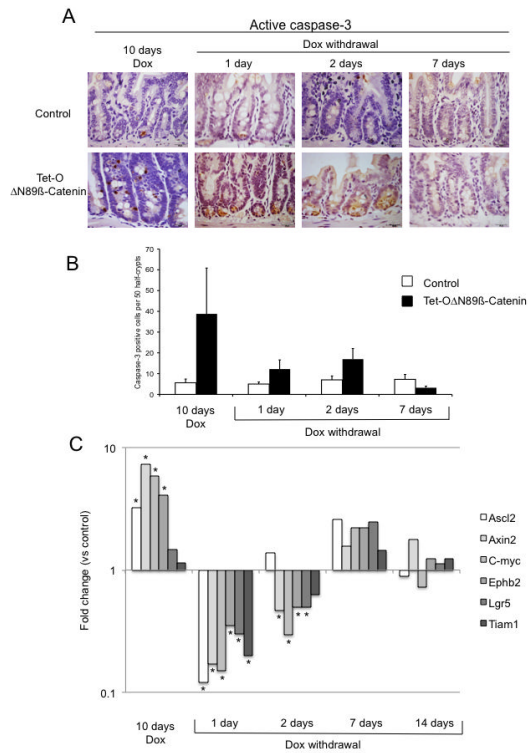 A
Active caspase-3
10 days
Dox
Dox withdrawal
1 day
2 days
7 days
Control
Tet-O
ΔN89ß-Catenin
B
Caspase-3 positive cells per 50 half-crypts
70
60
50
40
30
20
10
0
Control
Tet-OΔN89ß-Catenin
10 days
Dox
1 day
2 days
7 days
Dox withdrawal
C
Fold change (vs control)
10
1
0.1
* * * *
* * * * * *
* * * *
Ascl2
Axin2
C-myc
Ephb2
Lgr5
Tiam1
10 days
Dox
1 day
2 days
7 days
14 days
Dox withdrawal